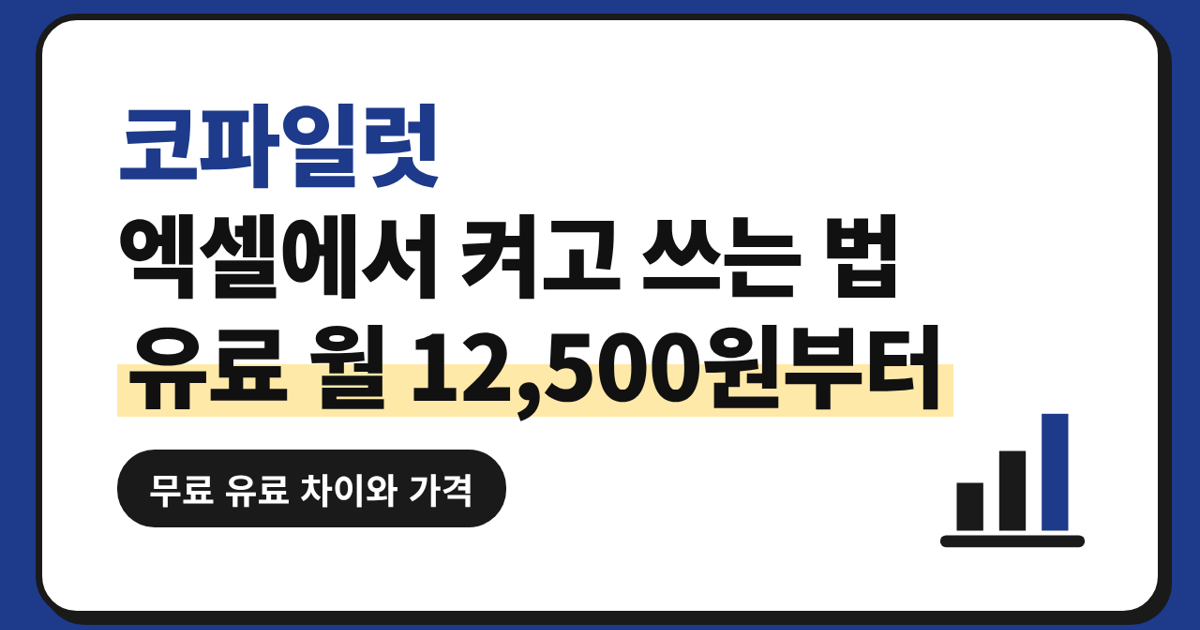 코파일럿
엑셀에서 켜고 쓰는 법
유료 월 12,500원부터
무료 유료 차이와 가격